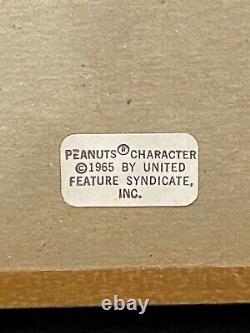 PEANUTS® CHARACTER
©1965 BY UNITED
FEATURE SYNDICATE,
INC.